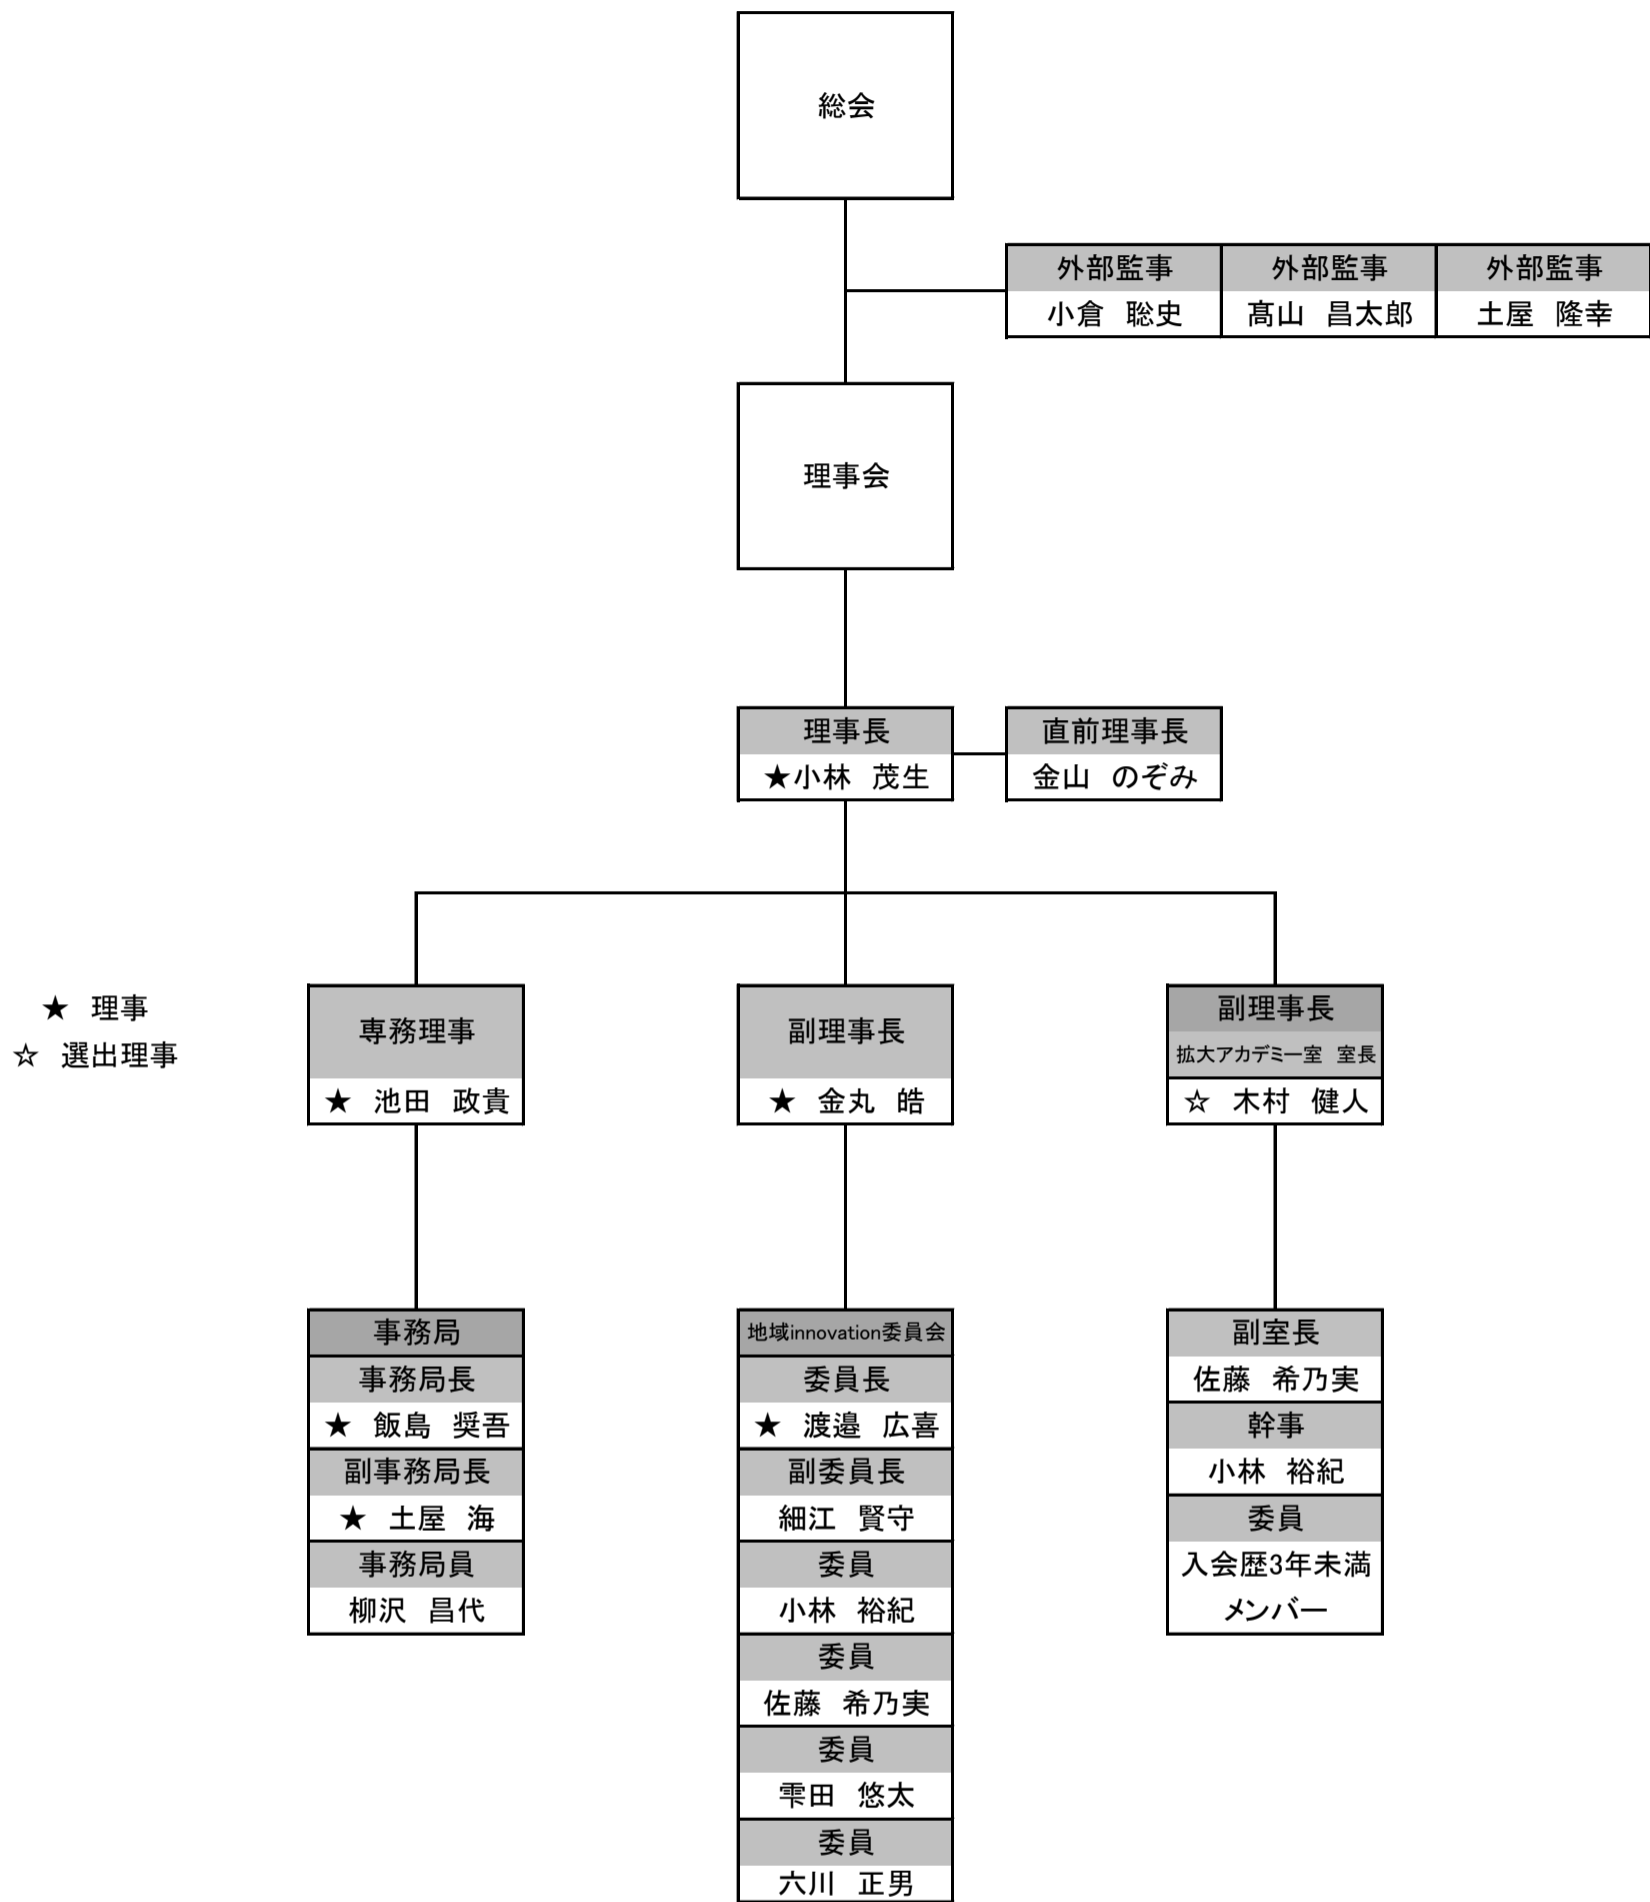 総会
外部監事　外部監事　外部監事
小倉　聡史　髙山　昌太郎　土屋　隆幸
理事会
理事長
★小林　茂生
直前理事長
金山　のぞみ
★　理事
☆　選出理事
専務理事
★　池田　政貴
副理事長
★　金丸　皓
副理事長
拡大アカデミー室　室長
☆　木村　健人
事務局
事務局長
★　飯島　奨吾
副事務局長
★　土屋　海
事務局員
柳沢　昌代
地域innovation委員会
委員長
★　渡邉　広喜
副委員長
細江　賢守
委員
小林　裕紀
委員
佐藤　希乃実
委員
雫田　悠太
委員
六川　正男
副室長
佐藤　希乃実
幹事
小林　裕紀
委員
入会歴3年未満
メンバー